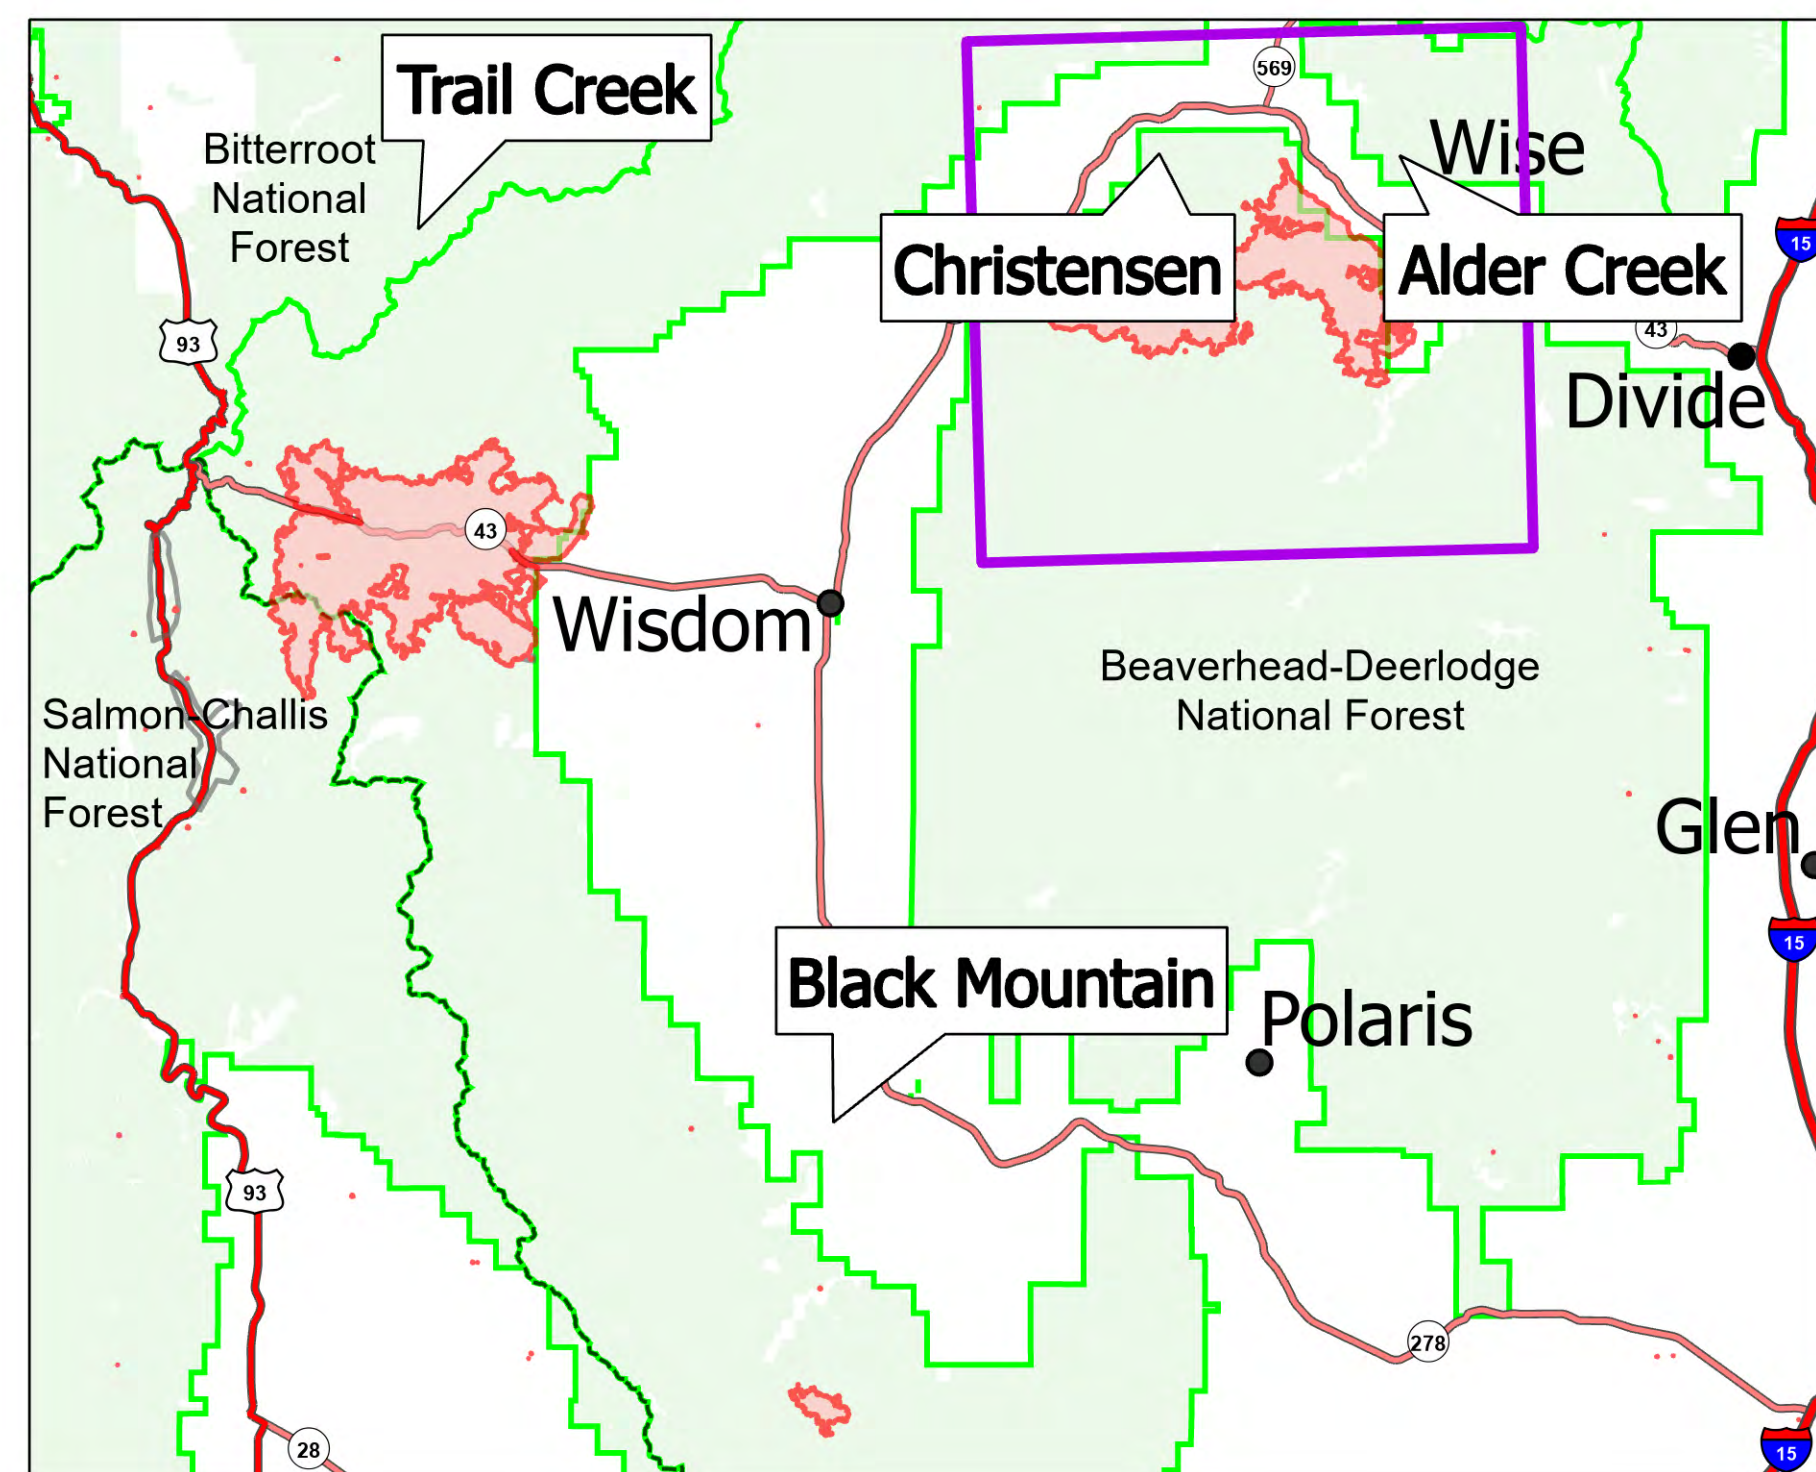 569
Trail Creek
Wise
Bitterroot
National
Forest
15
Christensen
Alder Creek
93
43
Divide
43
Wisdom
Beaverhead-Deerlodge
National Forest
Salmon-Challis
National
Forest
Glen
15
Black Mountain
Polaris
93
278
28
15